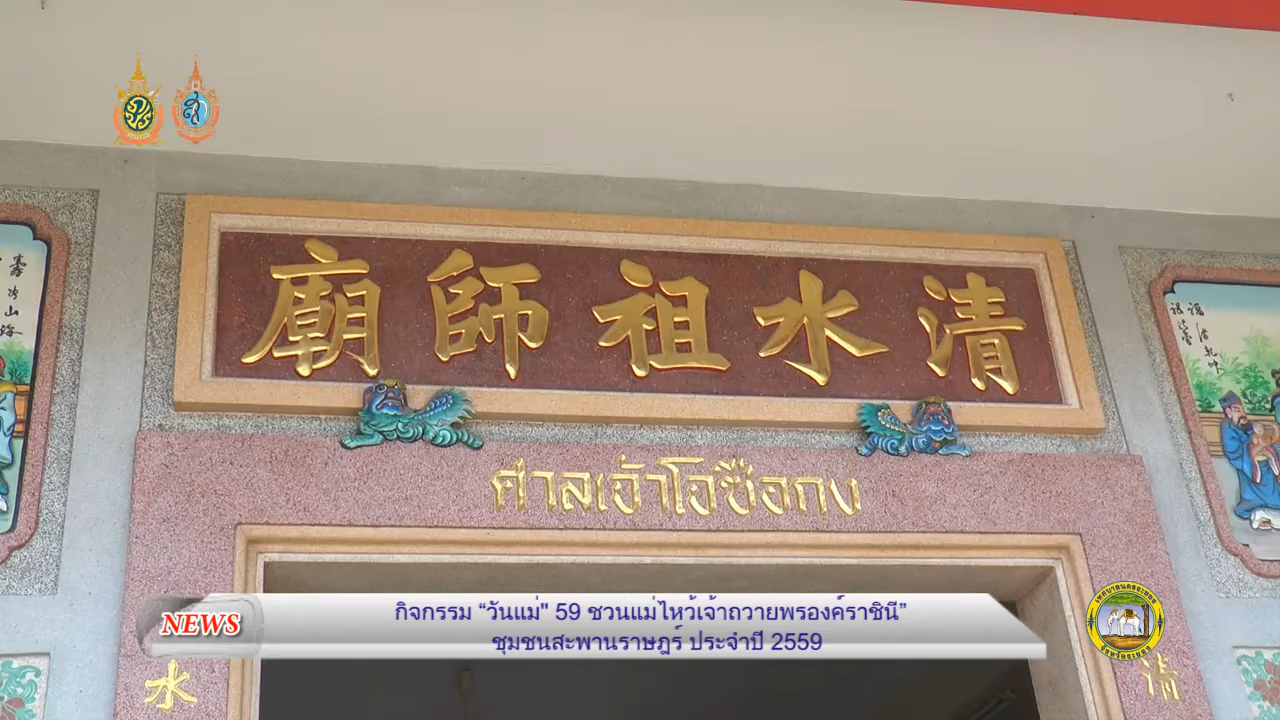 廟師祖水清
ศาลเจ้าโจซือกง
NEWS
กิจกรรม “วันแม่" 59 ชวนแม่ไหว้เจ้าถวายพรองค์ราชินี”
ชุมชนสะพานราษฎร์ ประจำปี 2559
水
清